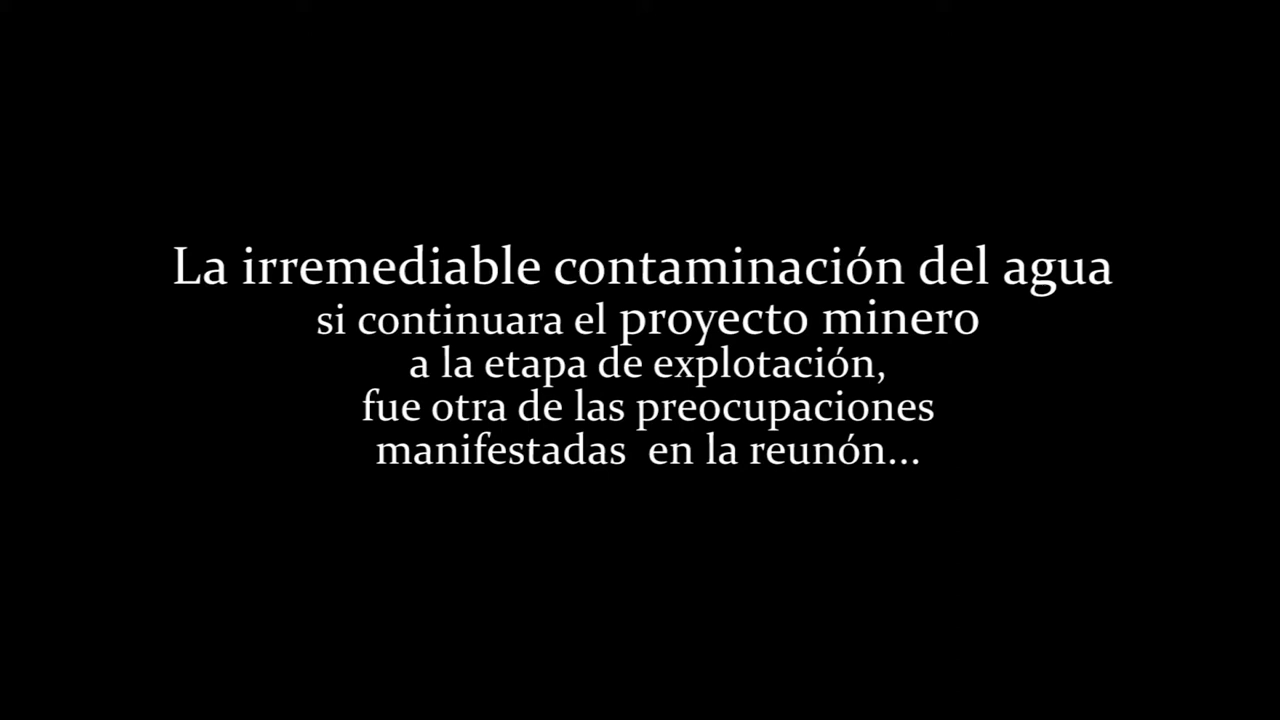 La irremediable contaminación del agua
si continuara el proyecto minero
a la etapa de explotación,
fue otra de las preocupaciones
manifestadas  en la reunón...